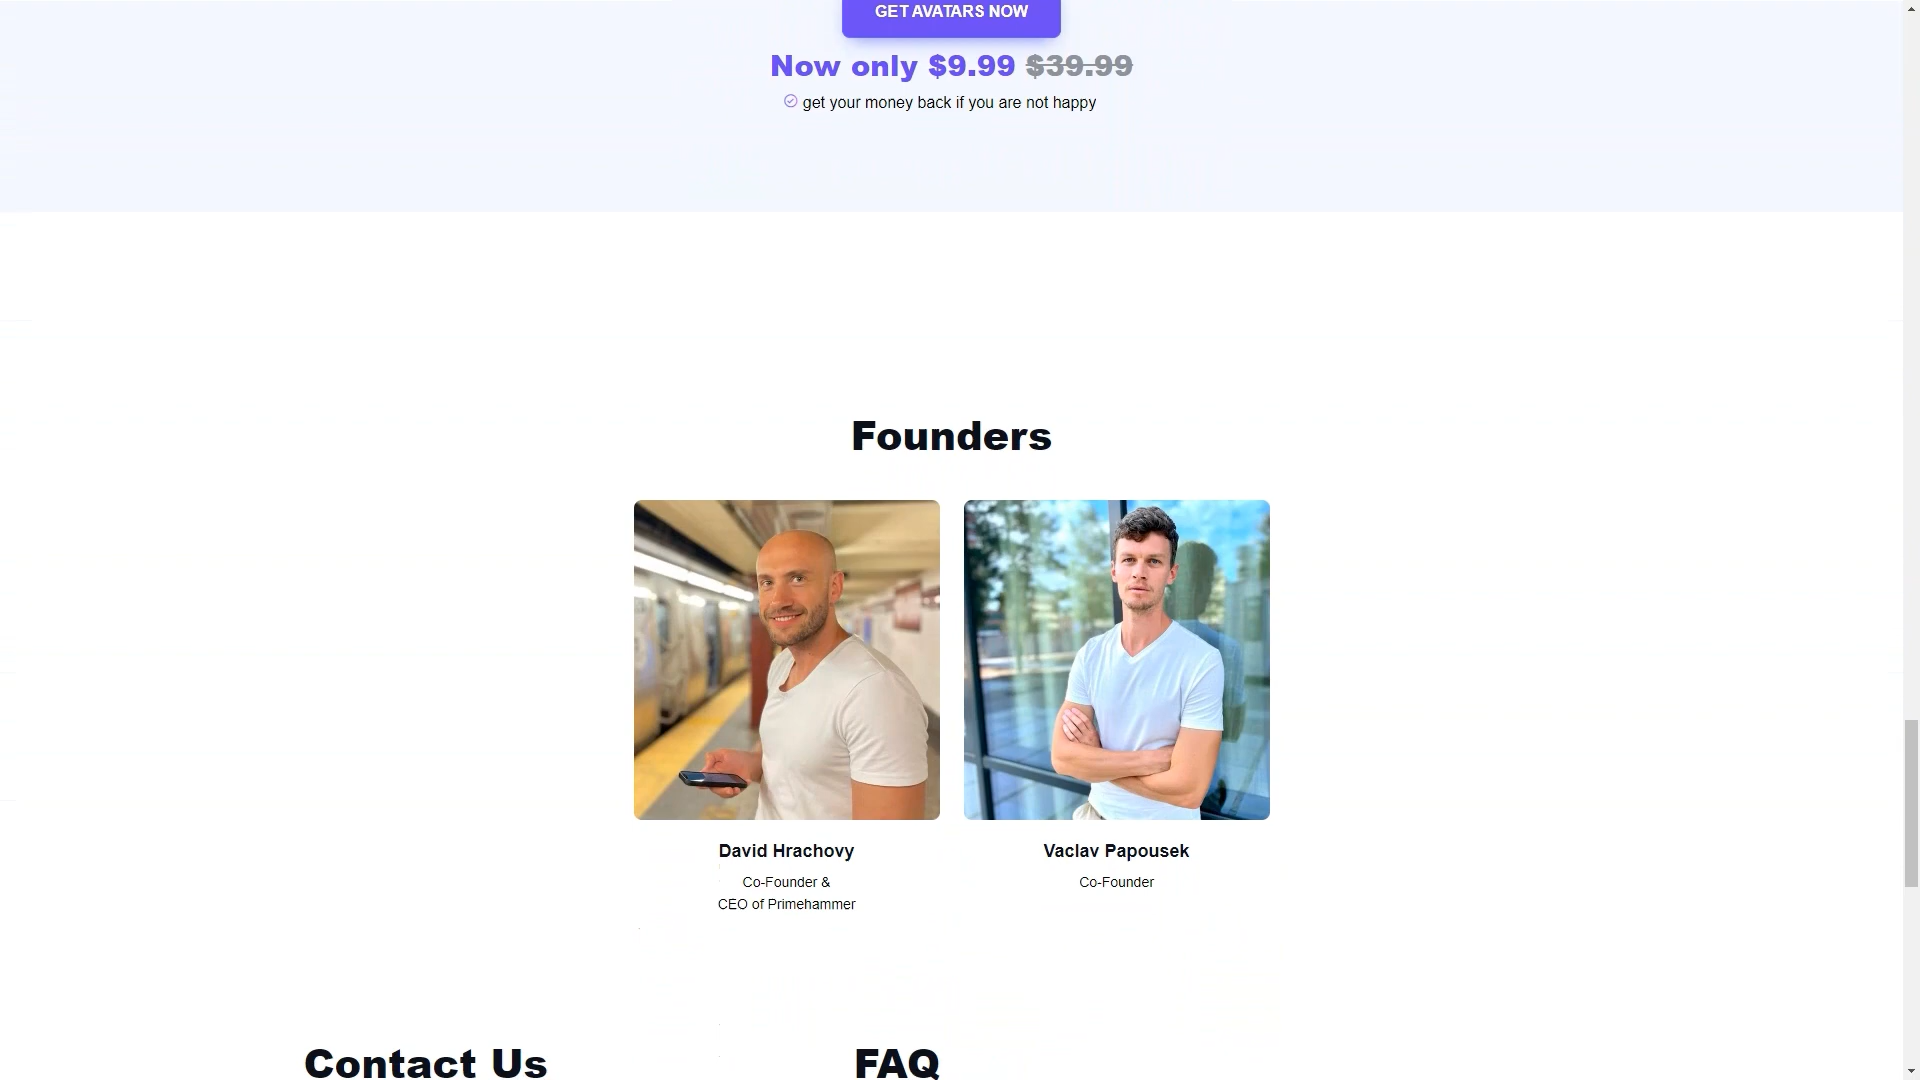 GET AVATARS NOW
Now only $9.99 $39.99
get your money back if you are not happy
Founders
David Hrachovy
Co-Founder &
CEO of Primehammer
Vaclav Papousek
Co-Founder
Contact Us
FAQ